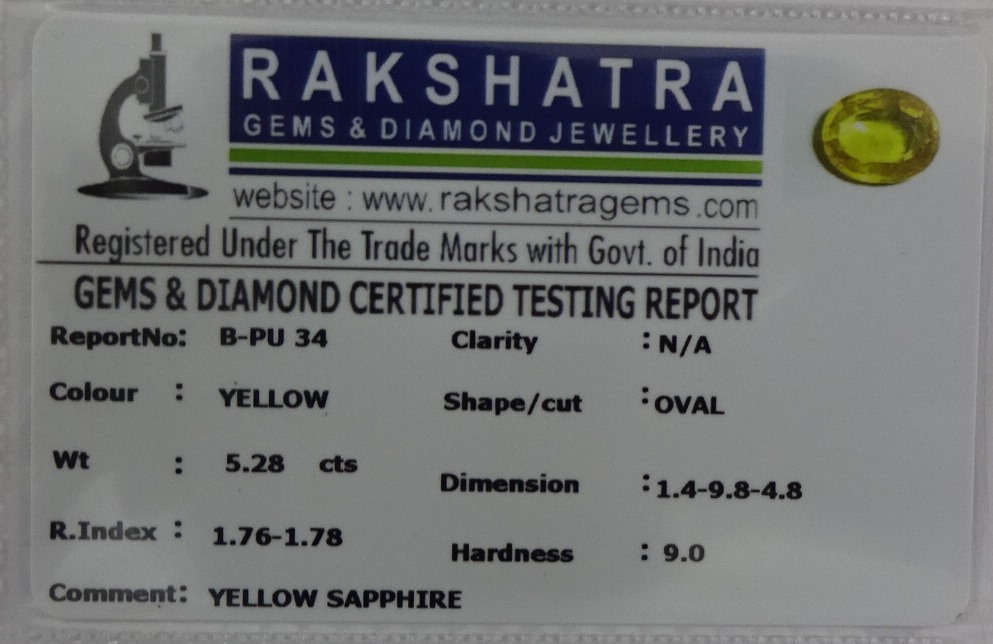 RAKSHATRA
GEMS & DIAMOND JEWELLERY
website : www.rakshatragems.com
Registered Under The Trade Marks with Govt. of India
GEMS & DIAMOND CERTIFIED TESTING REPORT
ReportNo: B-PU 34 Clarity : N/A
Colour : YELLOW Shape/cut : OVAL
Wt : 5.28 cts Dimension : 1.4-9.8-4.8
R.Index : 1.76-1.78 Hardness : 9.0
Comment: YELLOW SAPPHIRE